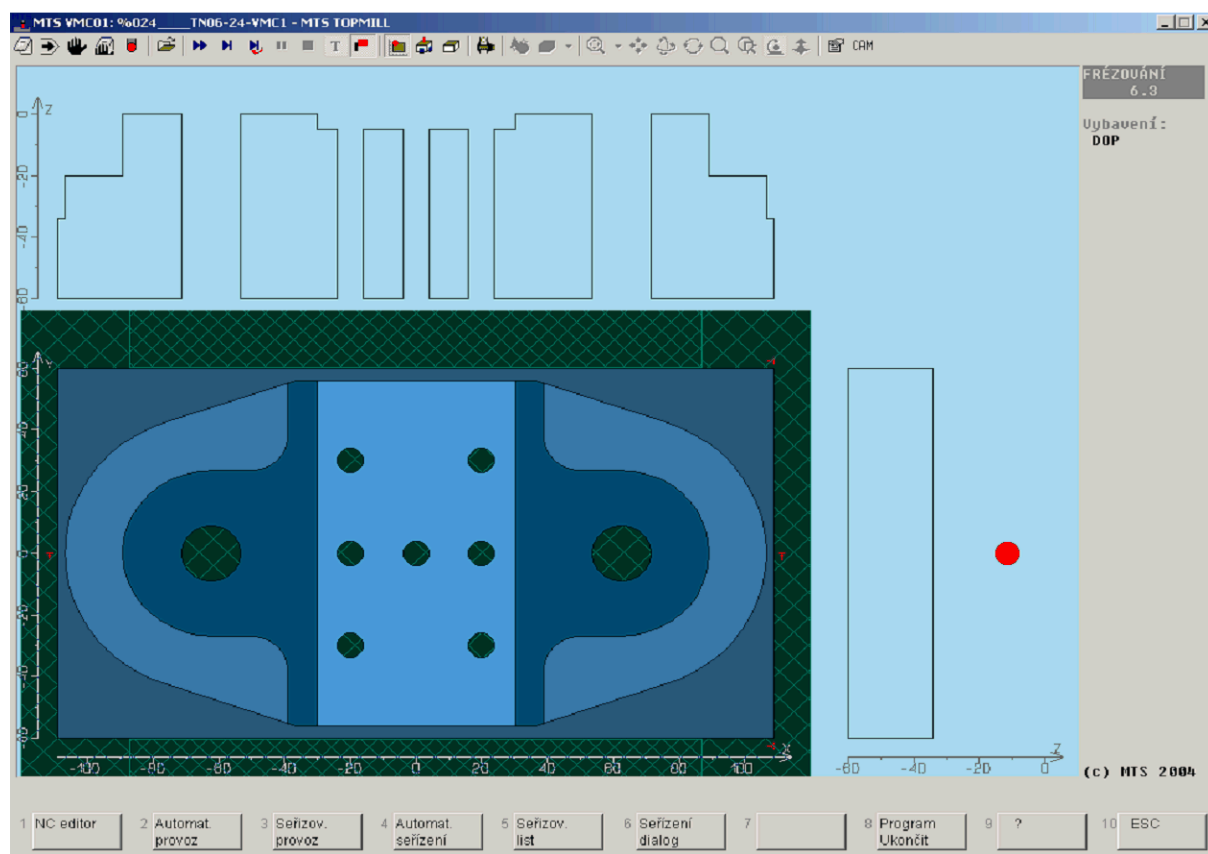 MTS VMC01: %024____TN06-24-VMC1 - MTS TOPMILL
T
CAM
FRÉZOVÁNÍ
6.3
Vybavení:
DOP
Z
0
-20
-40
-60
Y
60
40
20
0
-20
-40
-60
T
T
X
-100 -80 -60 -40 -20 0 20 40 60 80 100
Z
-60 -40 -20 0
(c) MTS 2004
1 NC editor
2 Automat. provoz
3 Seřizov. provoz
4 Automat. seřízení
5 Seřizov. list
6 Seřízení dialog
7
8 Program Ukončit
9 ?
10 ESC